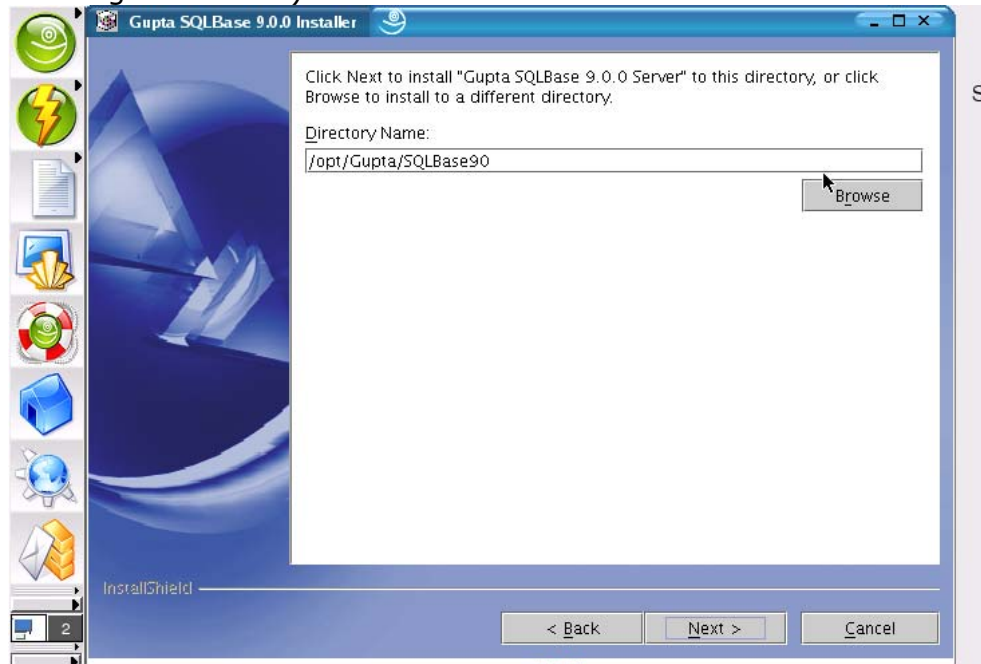 Gupta SQLBase 9.0.0 Installer
Click Next to install "Gupta SQLBase 9.0.0 Server" to this directory, or click
Browse to install to a different directory.
Directory Name:
/opt/Gupta/SQLBase90
Browse
InstallShield
< Back
Next >
Cancel
2